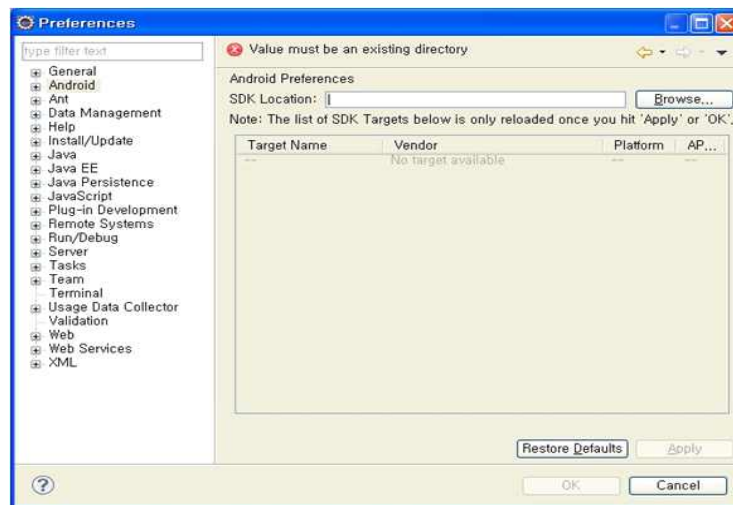 Preferences
type filter text
General
Android
Ant
Data Management
Help
Install/Update
Java
Java EE
Java Persistence
JavaScript
Plug-in Development
Remote Systems
Run/Debug
Server
Tasks
Team
Terminal
Usage Data Collector
Validation
Web
Web Services
XML
Value must be an existing directory
Android Preferences
SDK Location: Browse...
Note: The list of SDK Targets below is only reloaded once you hit 'Apply' or 'OK'.
Target Name Vendor Platform AP...
-- No target available -- --
Restore Defaults Apply
? OK Cancel